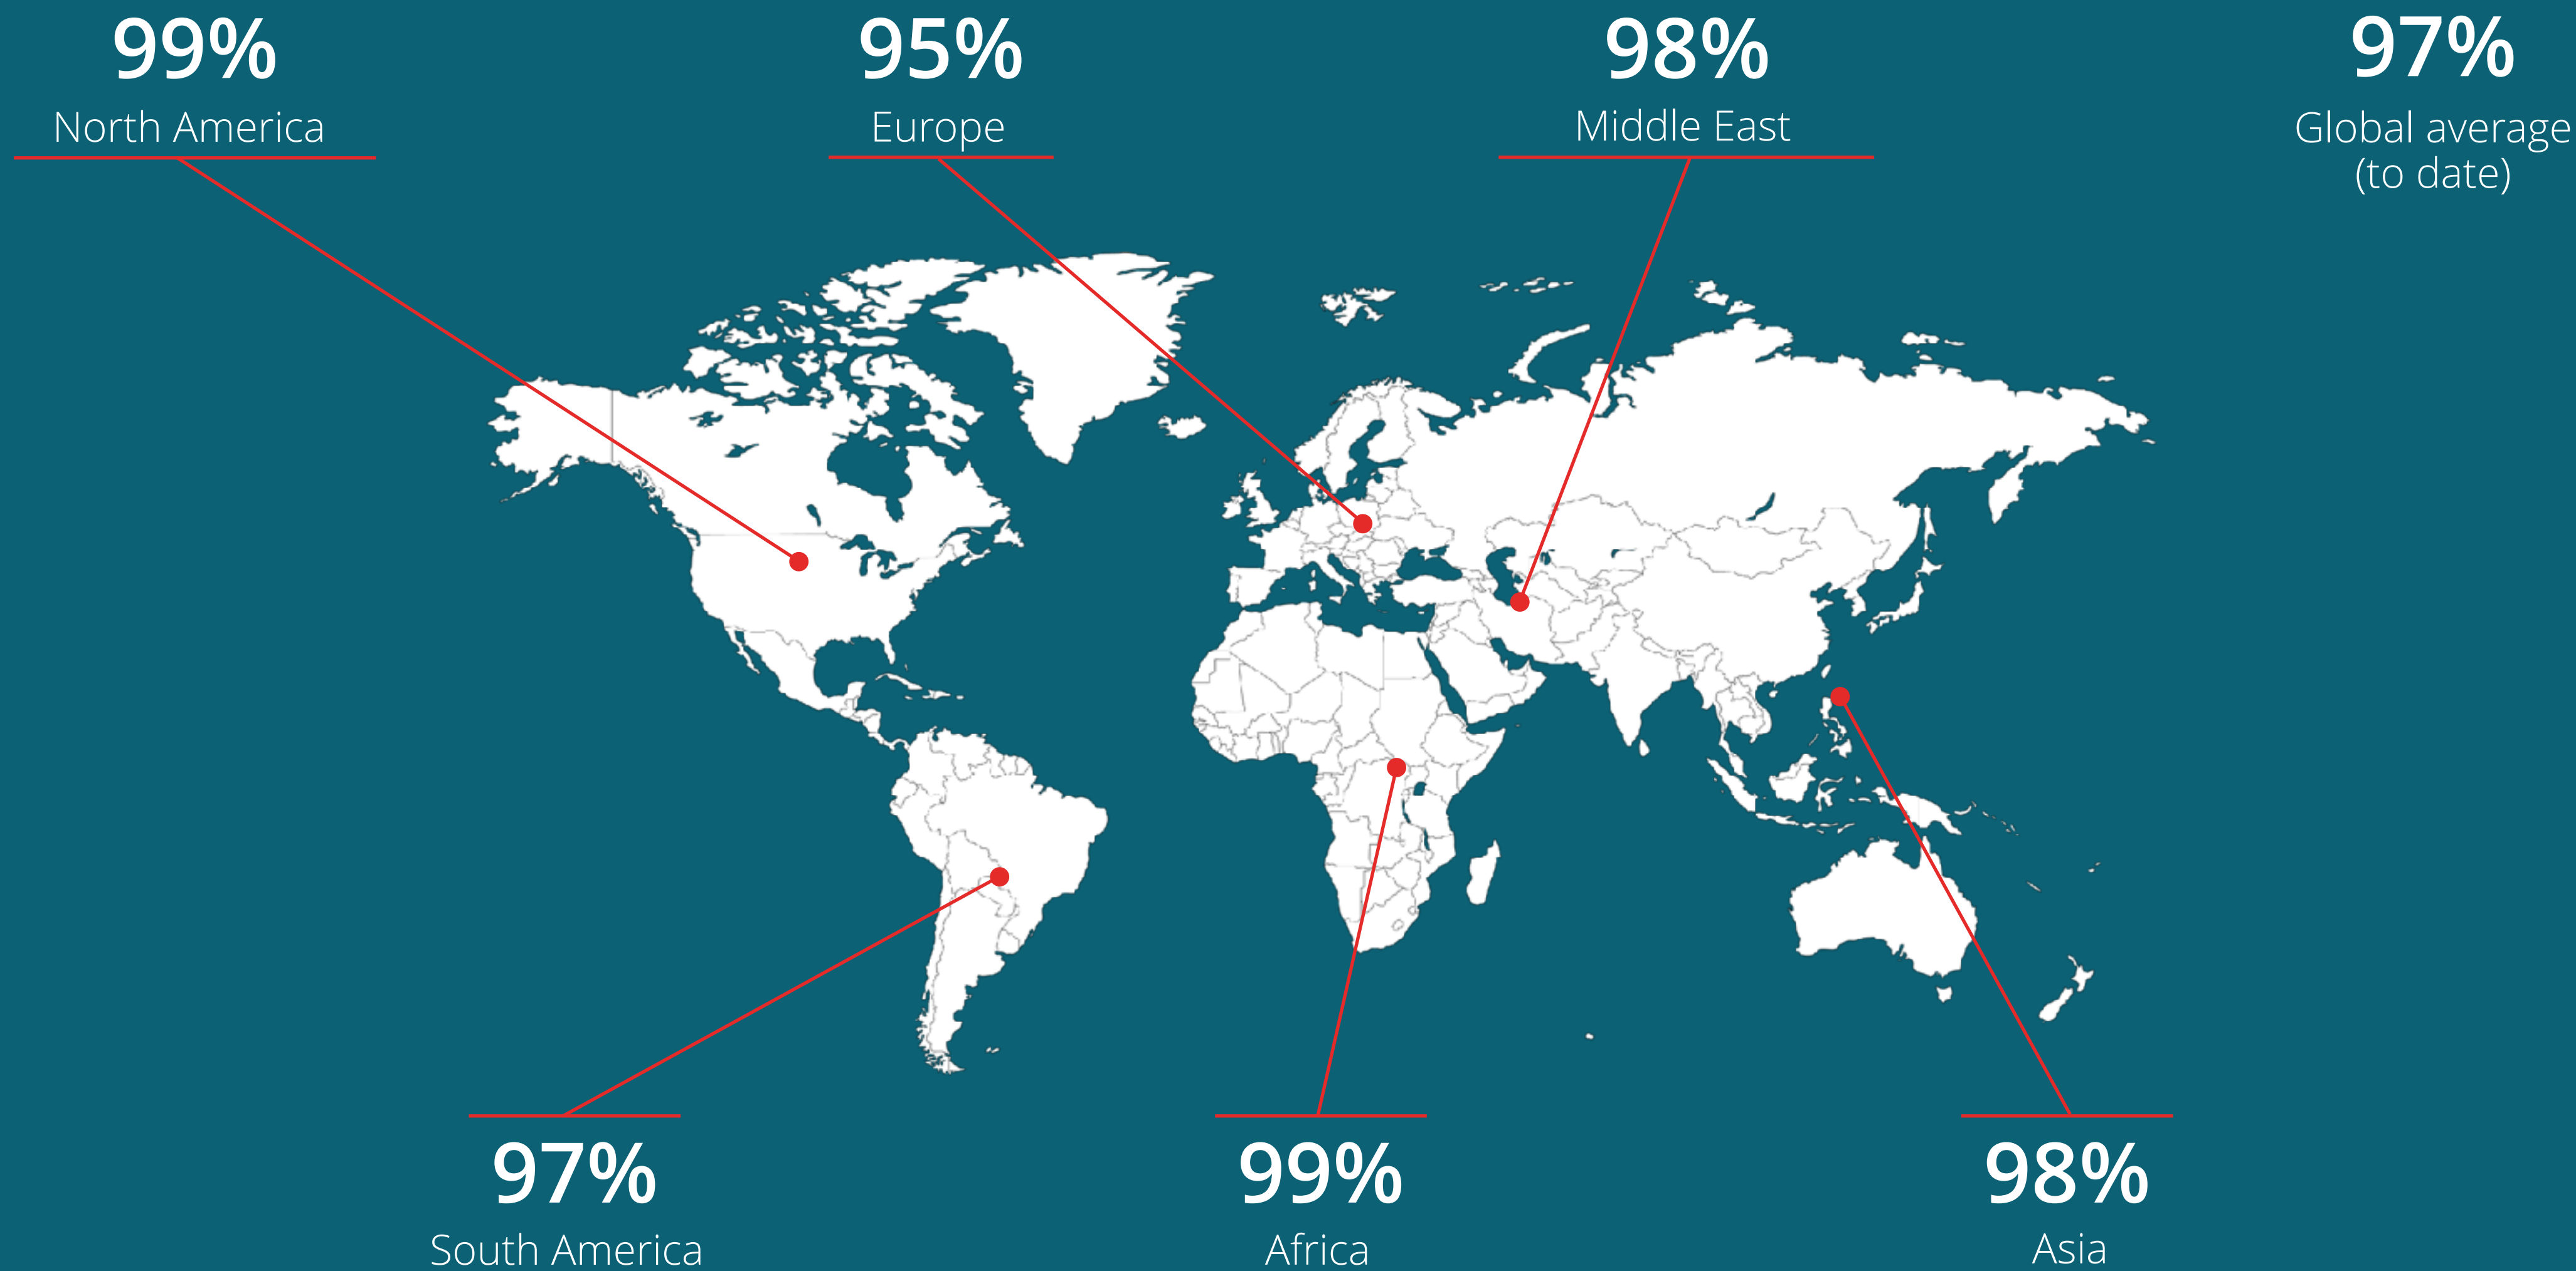 99%
North America
95%
Europe
98%
Middle East
97%
Global average
(to date)
97%
South America
99%
Africa
98%
Asia